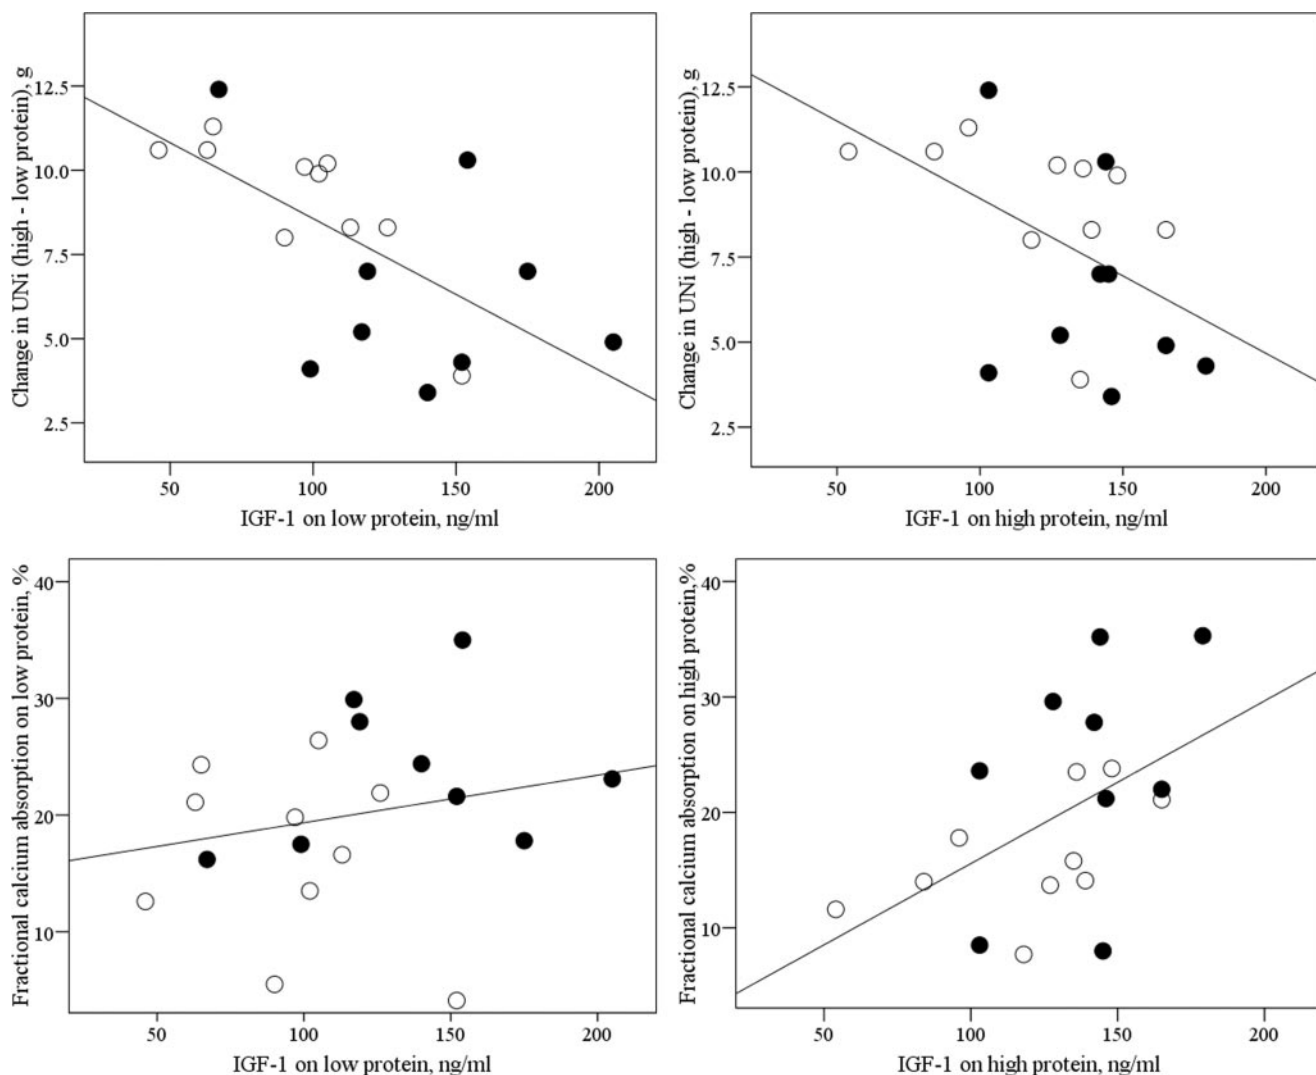 Change in UNi (high - low protein), g
12.5
10.0
7.5
5.0
2.5
50 100 150 200
IGF-1 on low protein, ng/ml
Change in UNi (high - low protein), g
12.5
10.0
7.5
5.0
2.5
50 100 150 200
IGF-1 on high protein, ng/ml
Fractional calcium absorption on low protein, %
40
30
20
10
50 100 150 200
IGF-1 on low protein, ng/ml
Fractional calcium absorption on high protein,%
40
30
20
10
50 100 150 200
IGF-1 on high protein, ng/ml